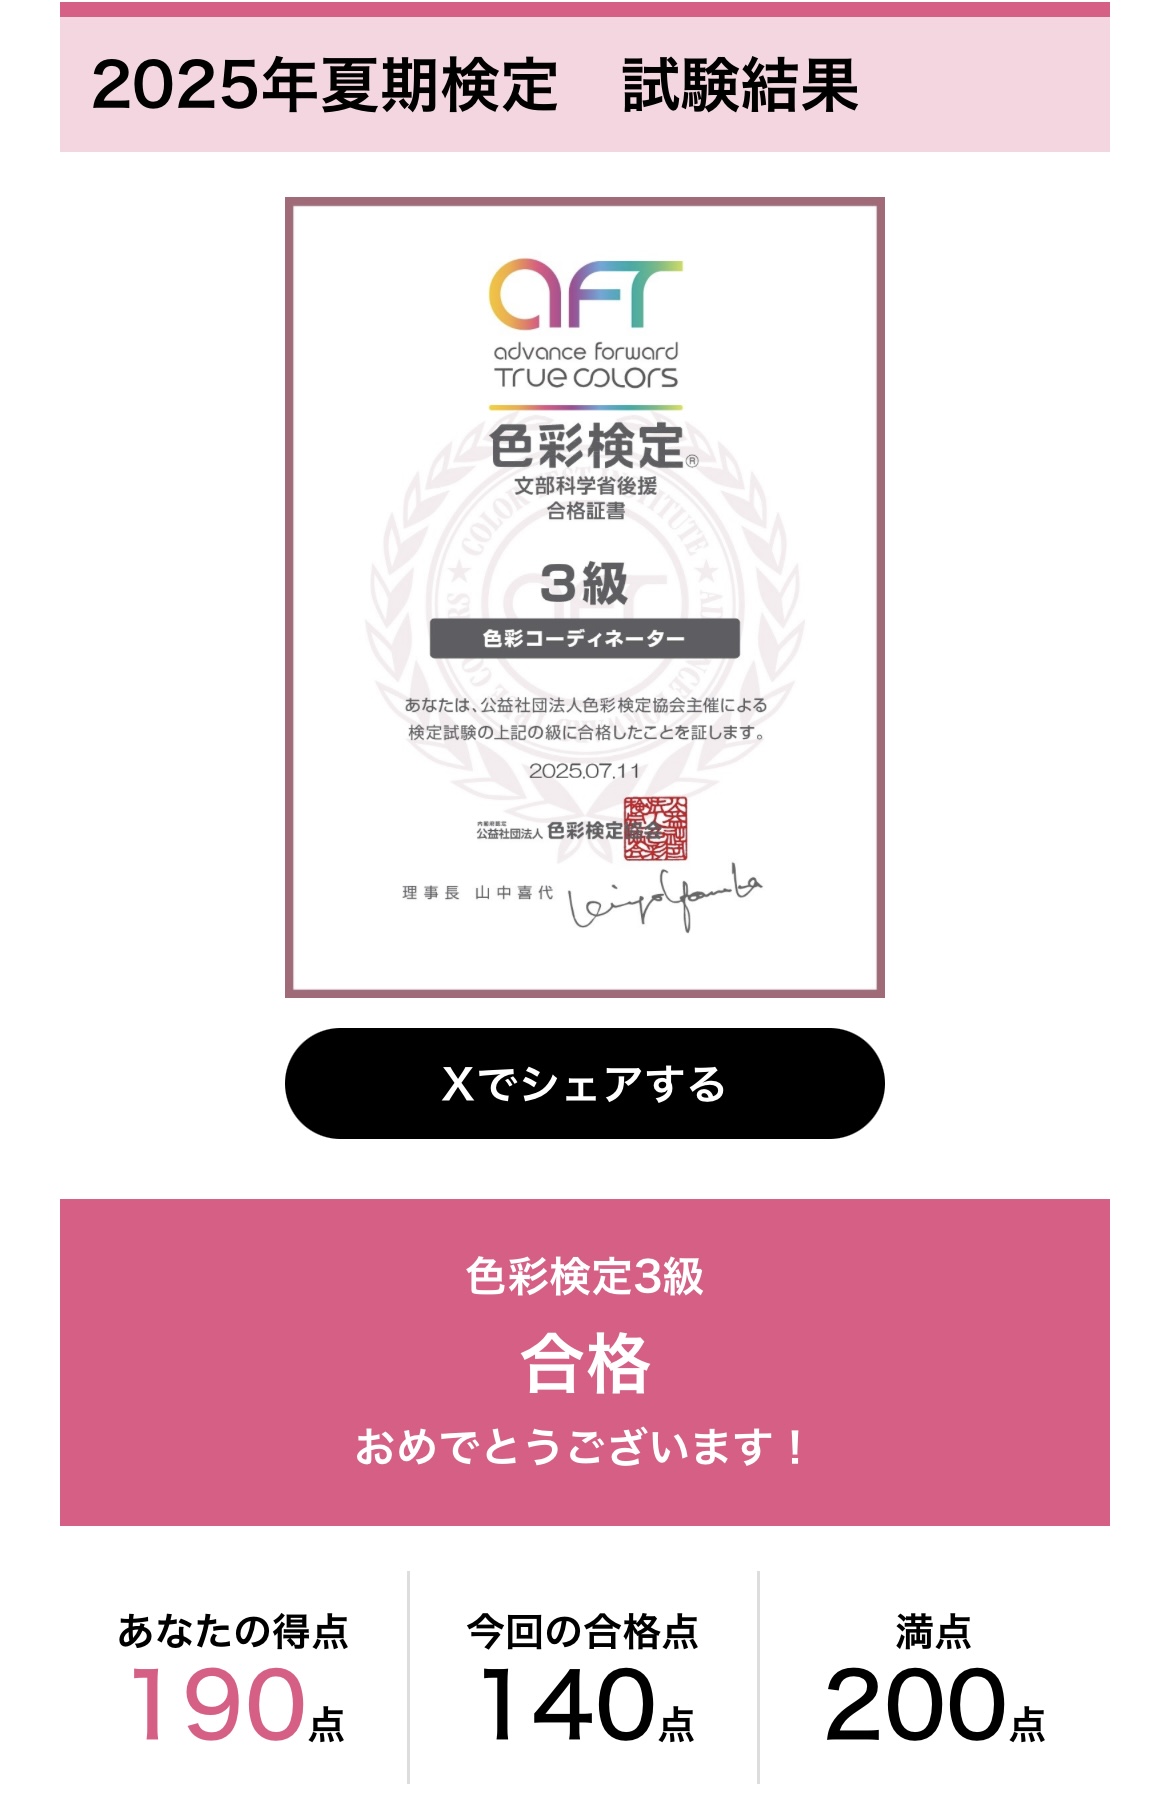 2025年夏期検定　試験結果
aft
advance forward
True colors
色彩検定®
文部科学省後援
合格証書
3級
色彩コーディネーター
あなたは、公益社団法人色彩検定協会主催による
検定試験の上記の級に合格したことを証します。
2025.07.11
公益社団法人 色彩検定協会
理事長 山中喜代
Xでシェアする
色彩検定3級
合格
おめでとうございます！
あなたの得点
190点
今回の合格点
140点
満点
200点